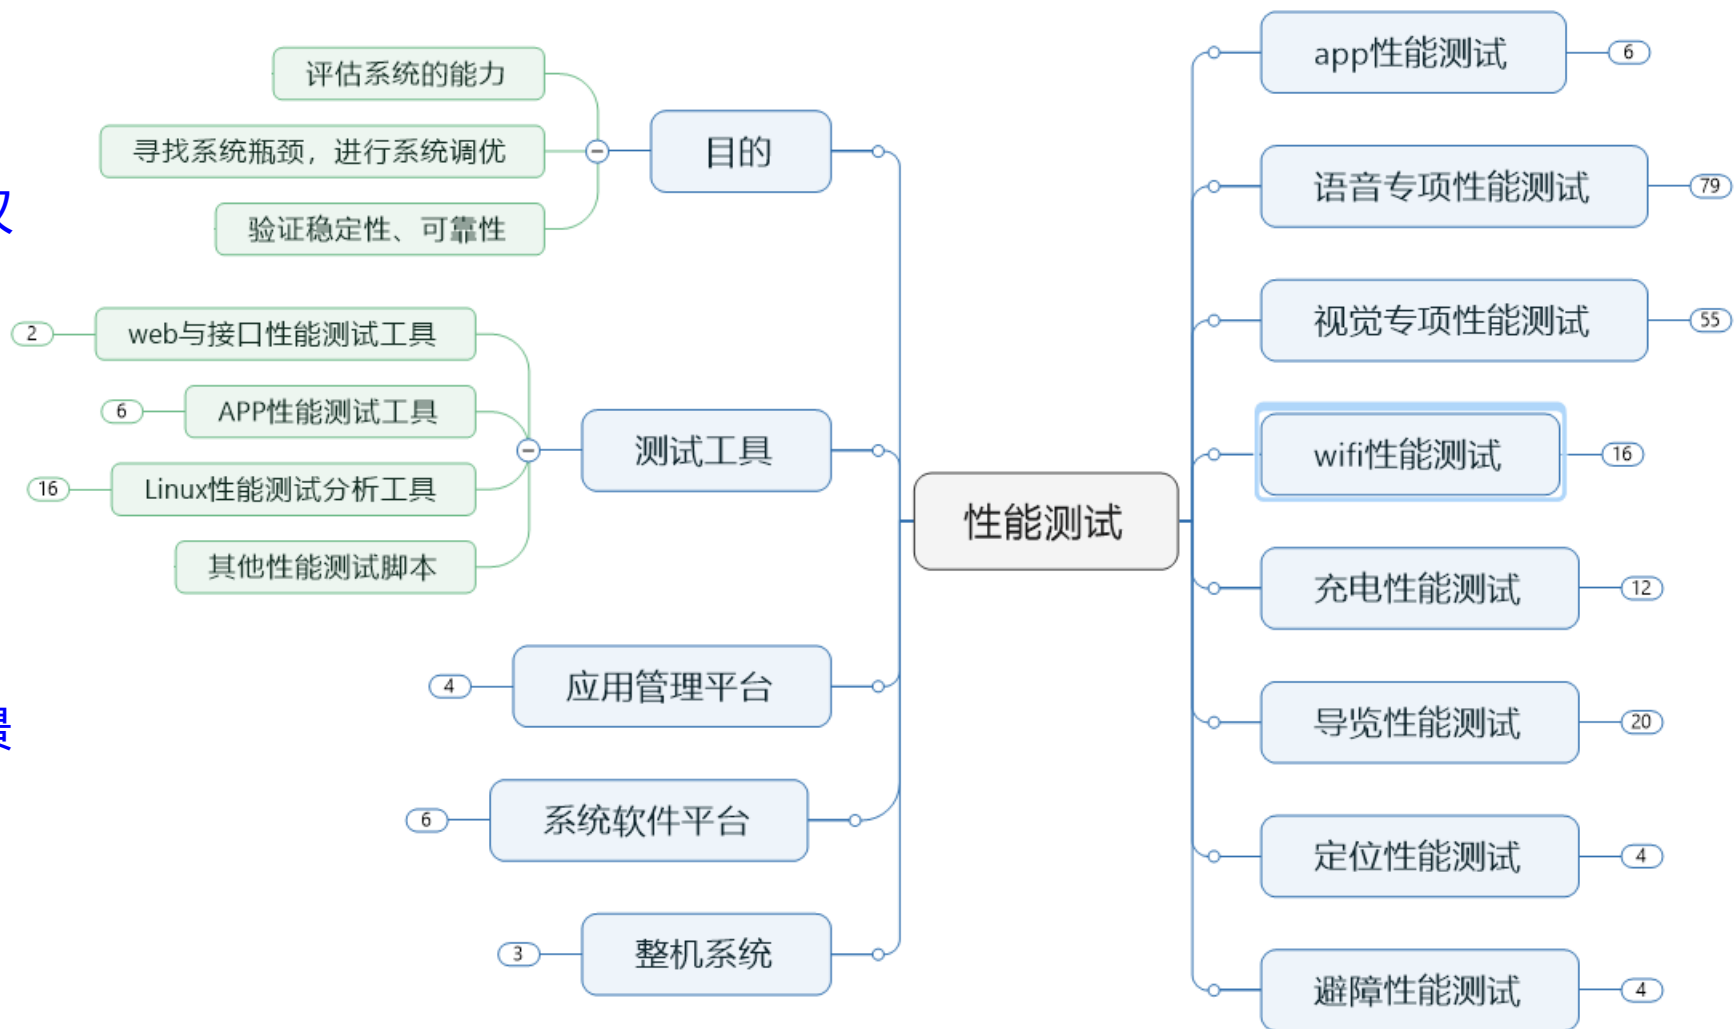 性能测试
目的
评估系统的能力
寻找系统瓶颈，进行系统调优
验证稳定性、可靠性
测试工具
web与接口性能测试工具
2
APP性能测试工具
6
Linux性能测试分析工具
16
其他性能测试脚本
应用管理平台
4
系统软件平台
6
整机系统
3
app性能测试
6
语音专项性能测试
79
视觉专项性能测试
55
wifi性能测试
16
充电性能测试
12
导览性能测试
20
定位性能测试
4
避障性能测试
4